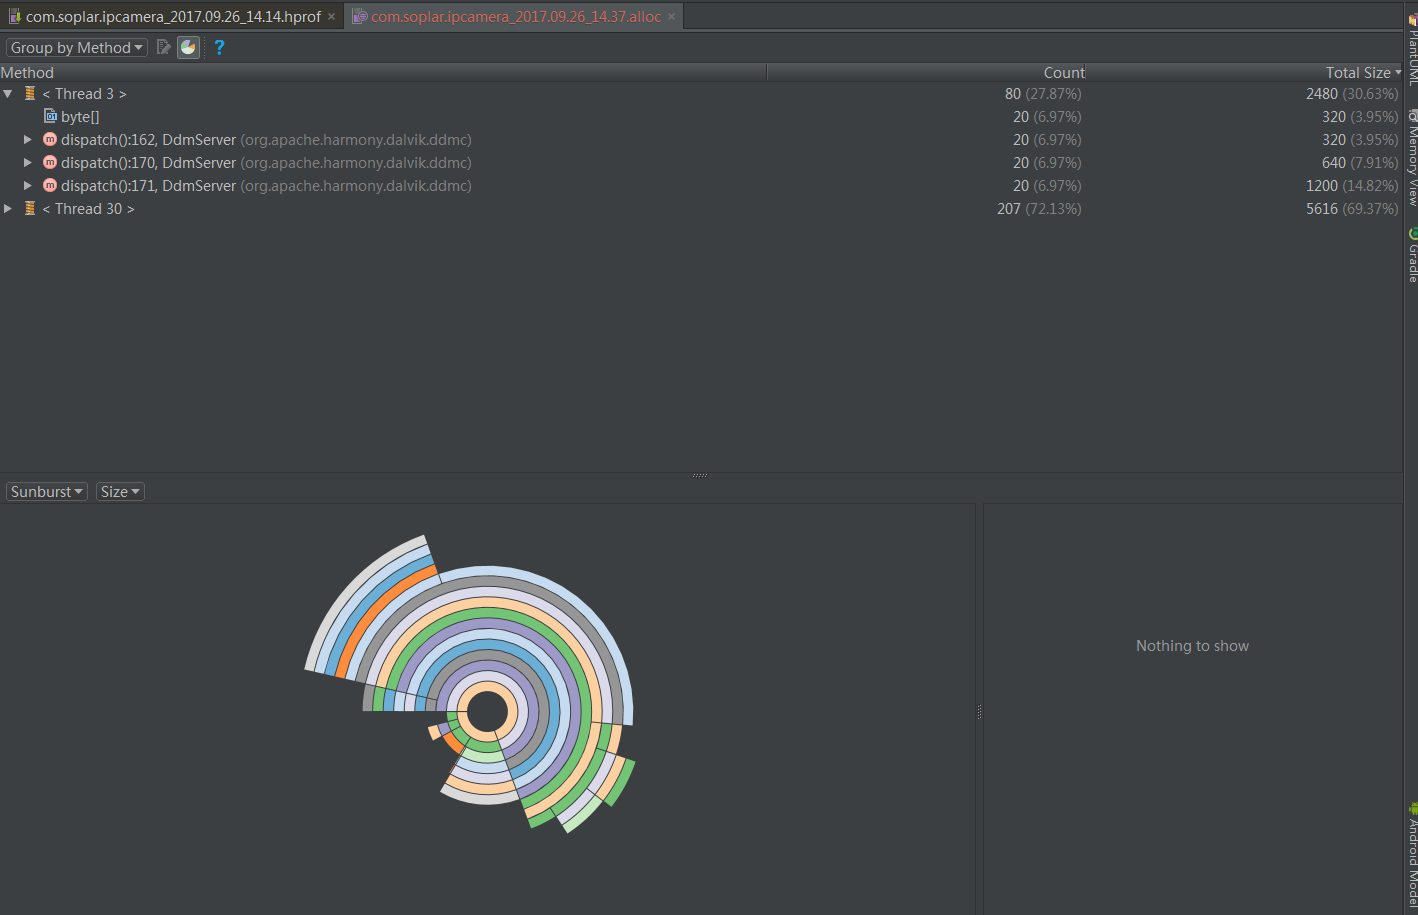 com.soplar.ipcamera_2017.09.26_14.14.hprof × com.soplar.ipcamera_2017.09.26_14.37.alloc ×
Group by Method ?
Method Count Total Size
< Thread 3 > 80 (27.87%) 2480 (30.63%)
byte[] 20 (6.97%) 320 (3.95%)
m dispatch():162, DdmServer (org.apache.harmony.dalvik.ddmc) 20 (6.97%) 320 (3.95%)
m dispatch():170, DdmServer (org.apache.harmony.dalvik.ddmc) 20 (6.97%) 640 (7.91%)
m dispatch():171, DdmServer (org.apache.harmony.dalvik.ddmc) 20 (6.97%) 1200 (14.82%)
< Thread 30 > 207 (72.13%) 5616 (69.37%)
Sunburst Size
Nothing to show
PlantUML
Memory View
Gradle
Android Model